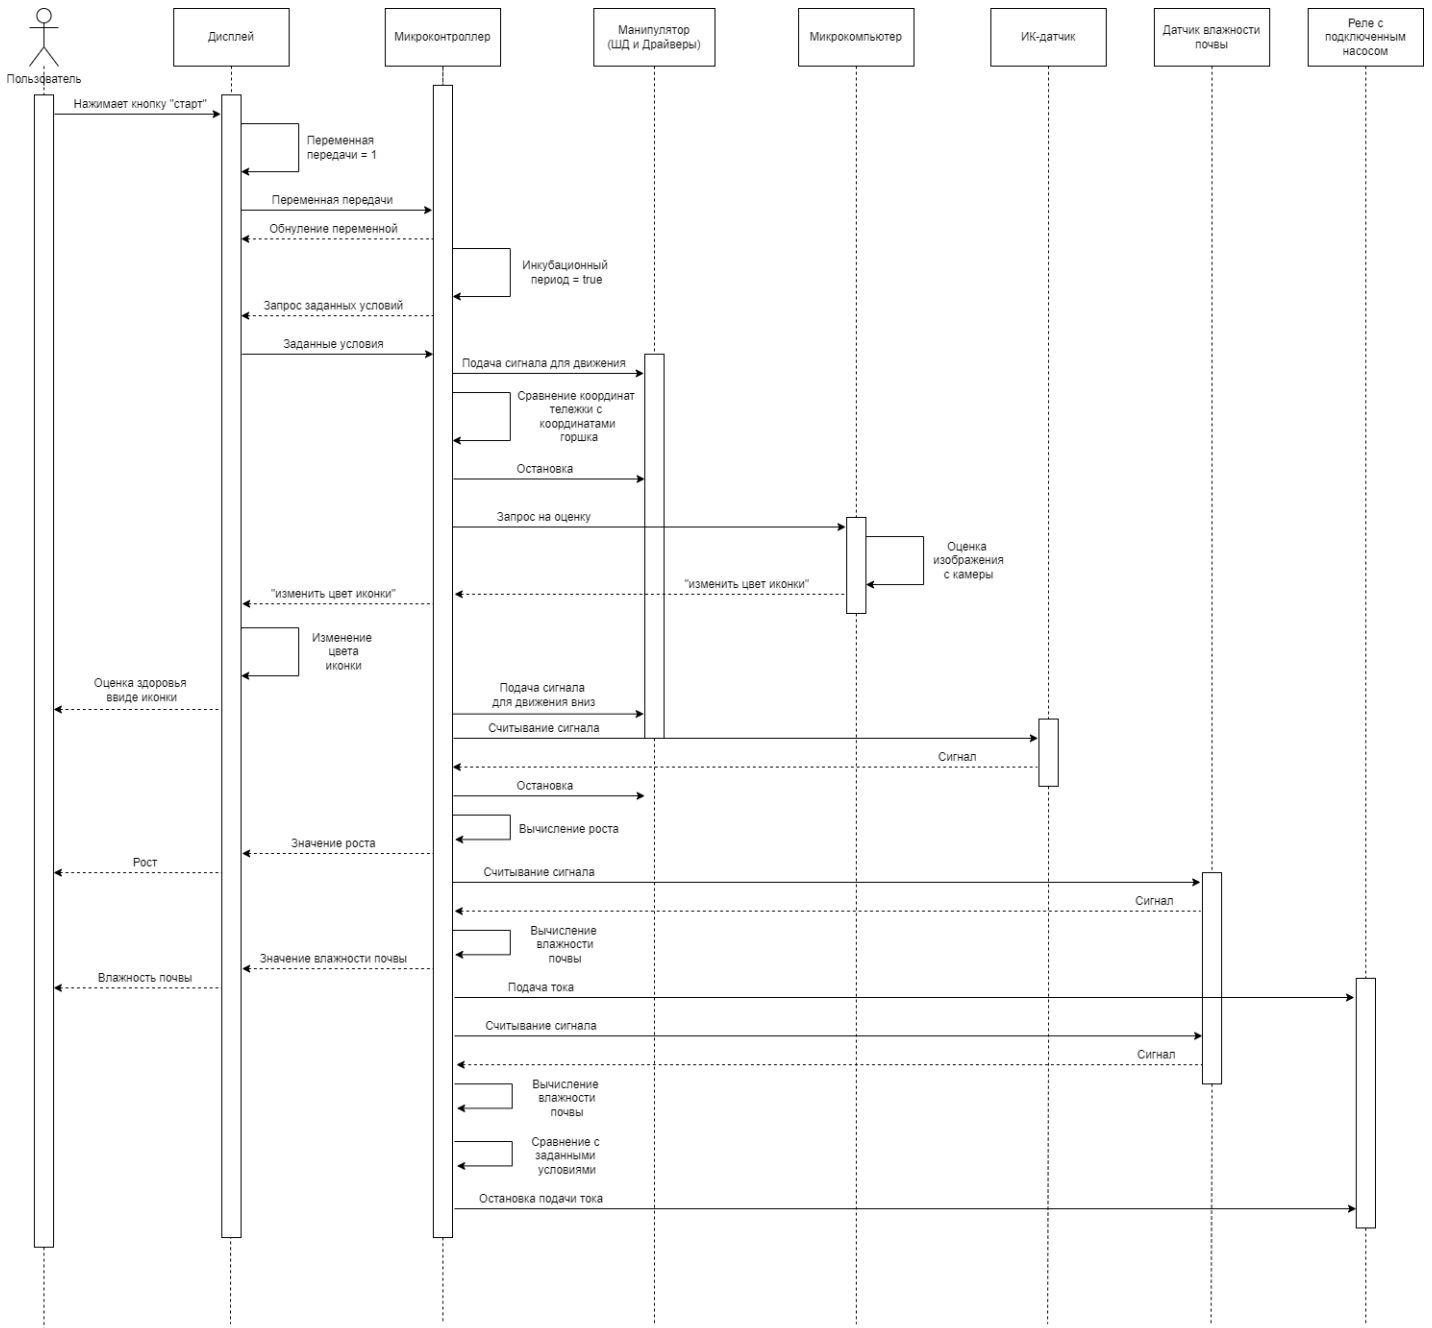 Пользователь
Дисплей
Микроконтроллер
Манипулятор
(ШД и Драйверы)
Микрокомпьютер
ИК-датчик
Датчик влажности
почвы
Реле с
подключенным
насосом
Нажимает кнопку "старт"
Переменная
передачи = 1
Переменная передачи
Обнуление переменной
Инкубационный
период = true
Запрос заданных условий
Заданные условия
Подача сигнала для движения
Сравнение координат
тележки с
координатами
горшка
Остановка
Запрос на оценку
Оценка
изображения
с камеры
"изменить цвет иконки"
"изменить цвет иконки"
Изменение
цвета
иконки
Оценка здоровья
ввиде иконки
Подача сигнала
для движения вниз
Считывание сигнала
Сигнал
Остановка
Вычисление роста
Значение роста
Рост
Считывание сигнала
Сигнал
Вычисление
влажности
почвы
Значение влажности почвы
Влажность почвы
Подача тока
Считывание сигнала
Сигнал
Вычисление
влажности
почвы
Сравнение с
заданными
условиями
Остановка подачи тока